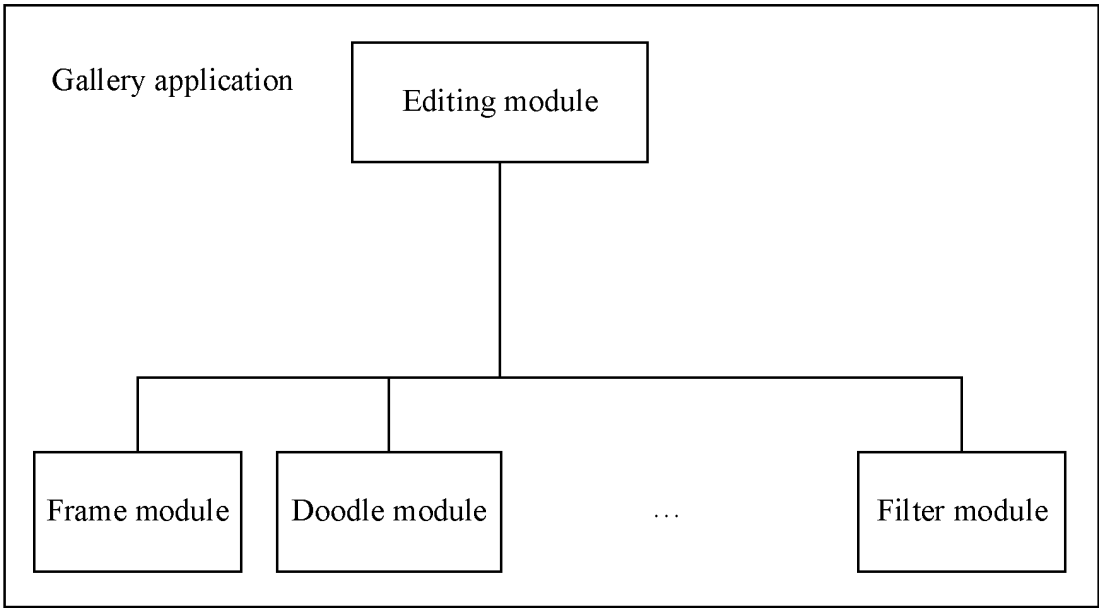 Gallery application
Editing module
Frame module
Doodle module
...
Filter module